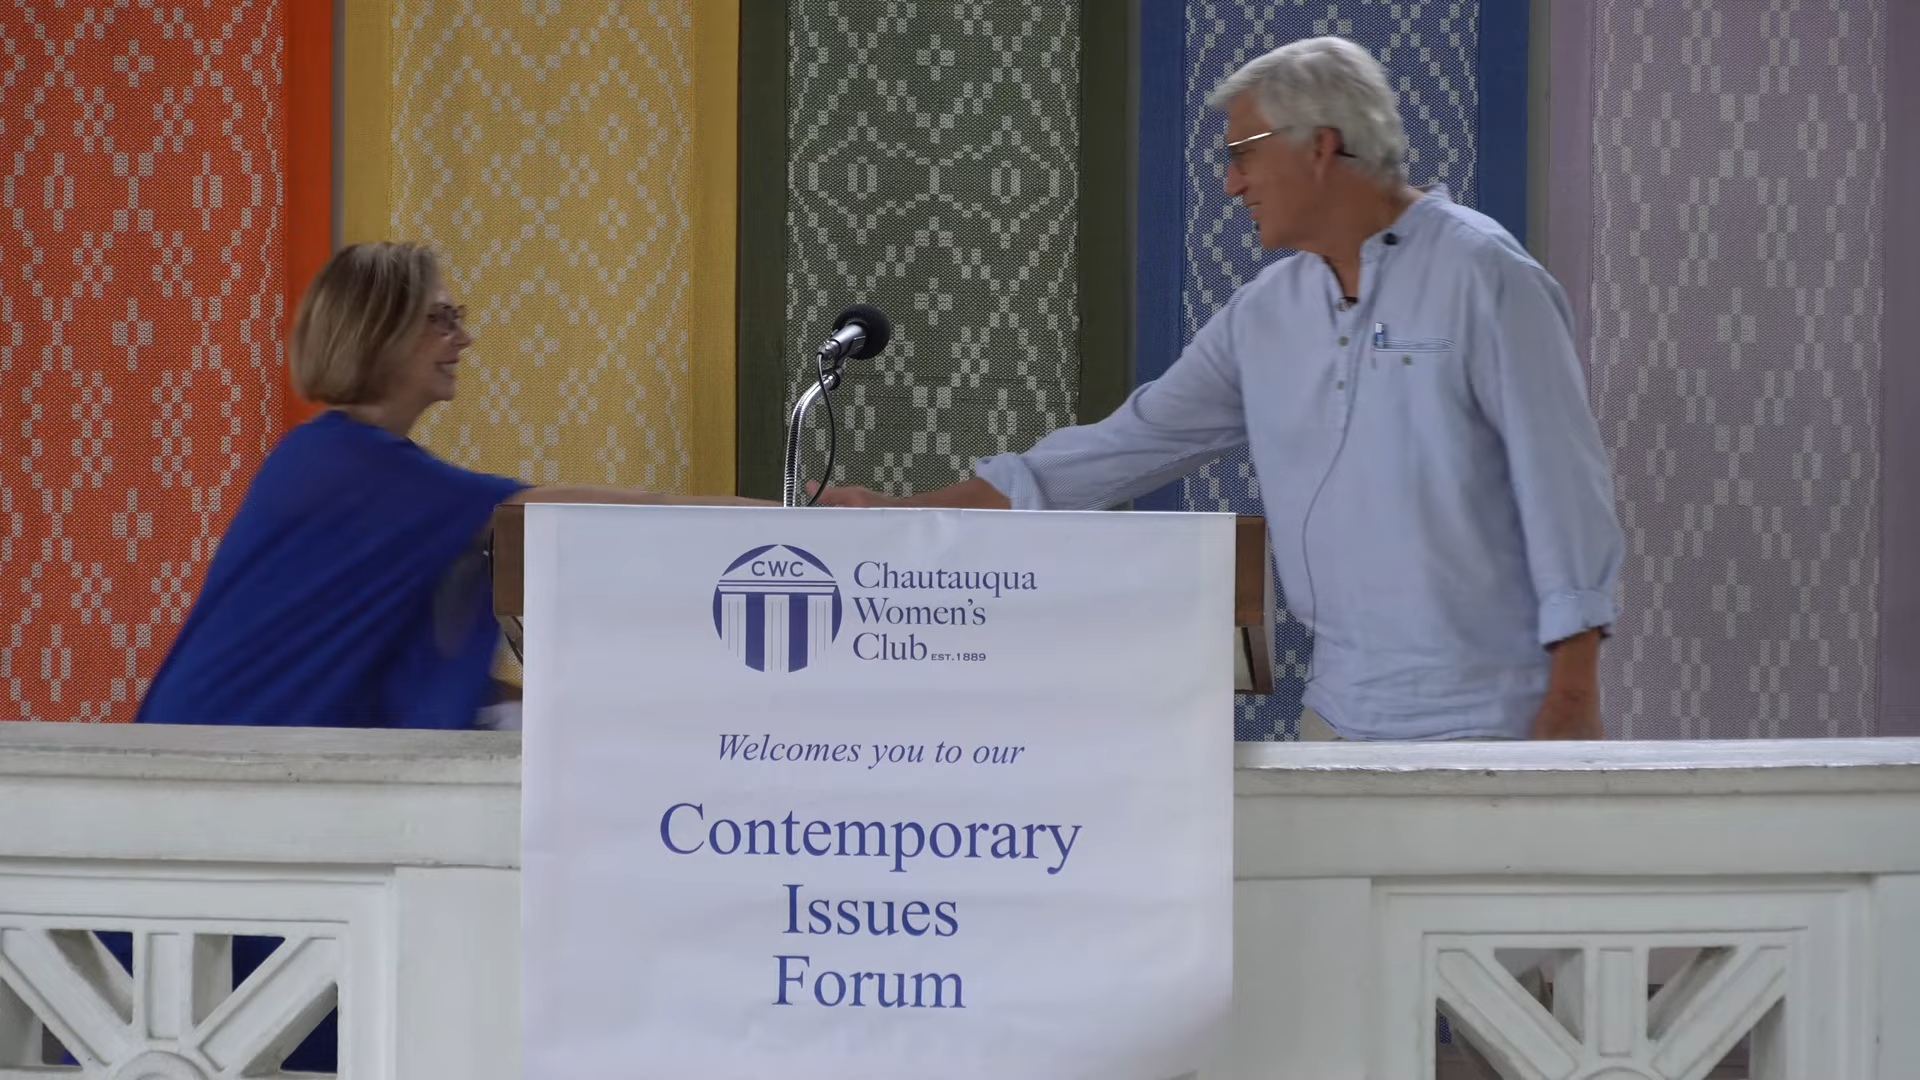 CWC
Chautauqua
Women's
Club EST. 1889
Welcomes you to our
Contemporary
Issues
Forum